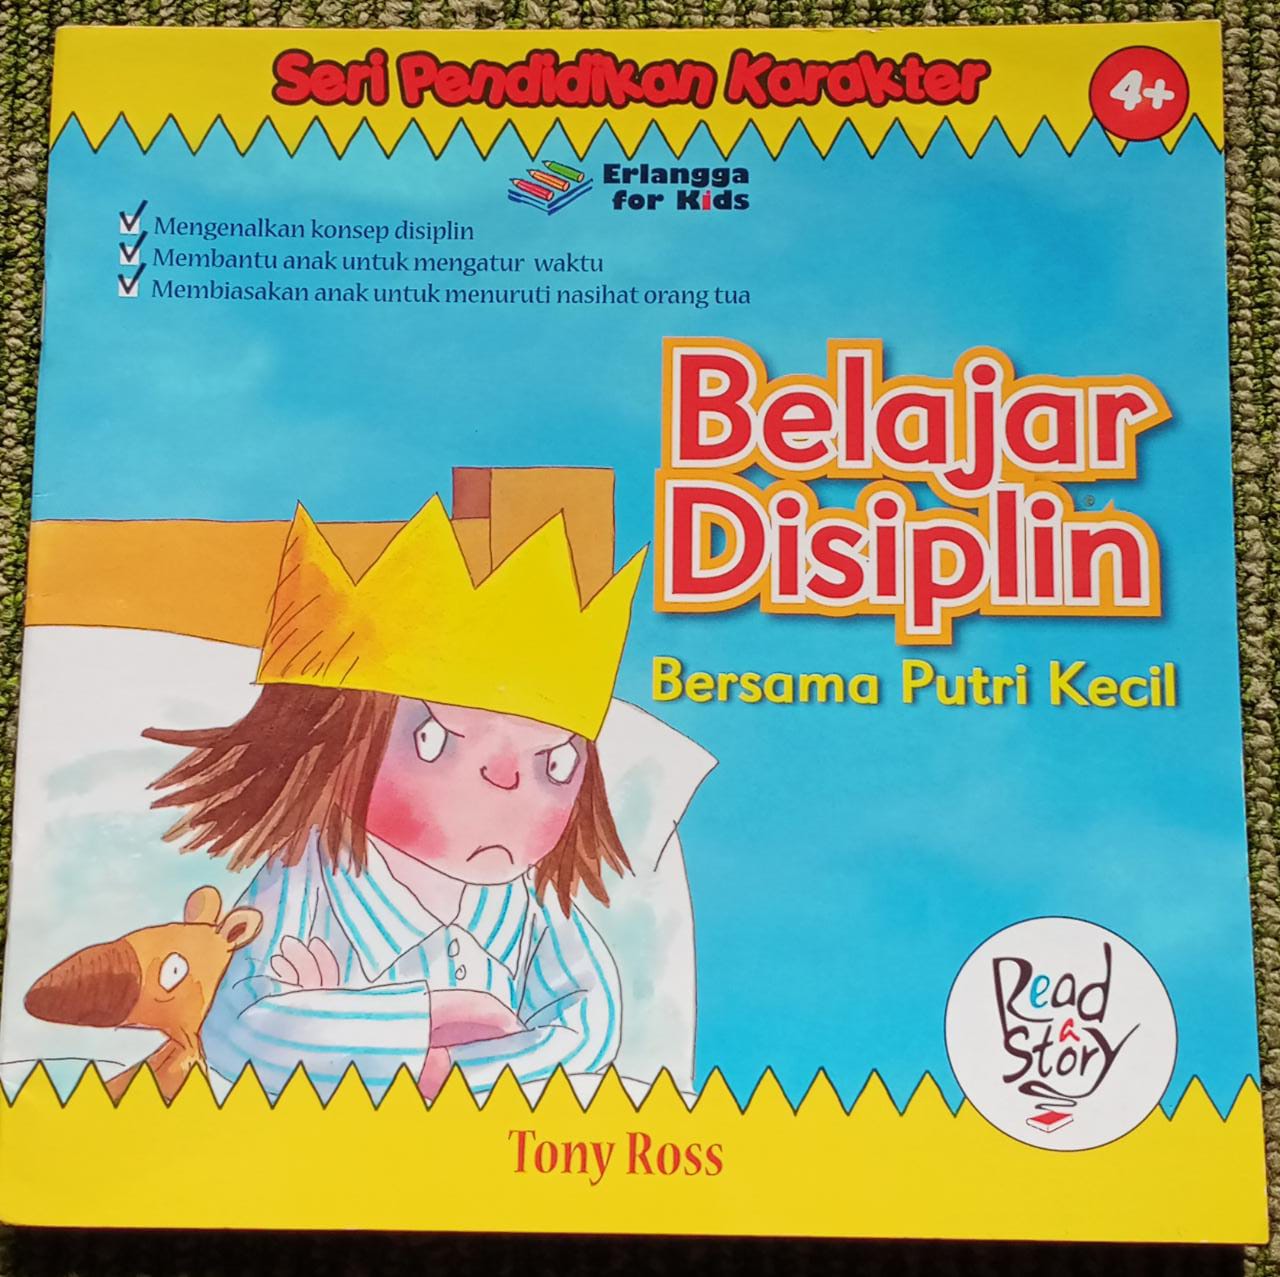 Seri Pendidikan Karakter
4+
Erlangga
for Kids
Mengenalkan konsep disiplin
Membantu anak untuk mengatur waktu
Membiasakan anak untuk menuruti nasihat orang tua
Belajar
Disiplin
Bersama Putri Kecil
Read
a
Story
Tony Ross